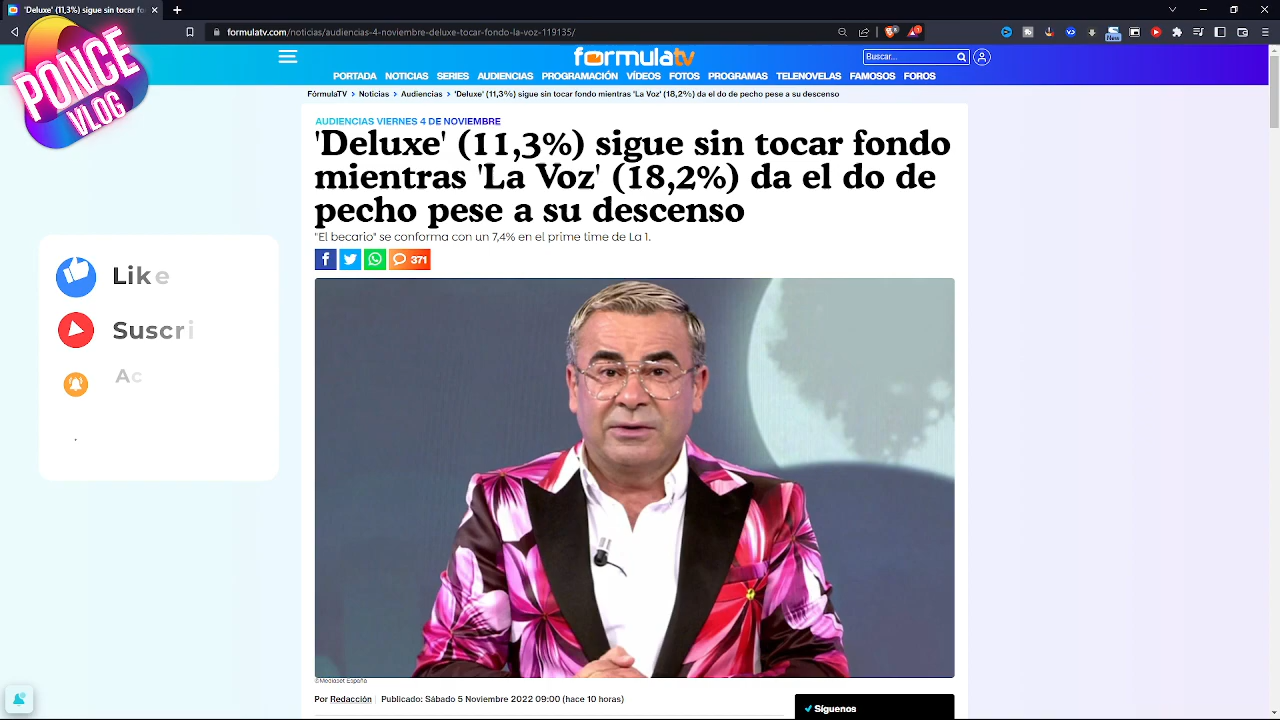 'Deluxe' (11,3%) sigue sin tocar fo
formulatv.com/noticias/audiencias-4-noviembre-deluxe-tocar-fondo-la-voz-119135/
PONCE
VLOG
formulatv
Buscar...
PORTADA NOTICIAS SERIES AUDIENCIAS PROGRAMACIÓN VÍDEOS FOTOS PROGRAMAS TELENOVELAS FAMOSOS FOROS
FórmulaTV > Noticias > Audiencias > 'Deluxe' (11,3%) sigue sin tocar fondo mientras 'La Voz' (18,2%) da el do de pecho pese a su descenso
AUDIENCIAS VIERNES 4 DE NOVIEMBRE
'Deluxe' (11,3%) sigue sin tocar fondo
mientras 'La Voz' (18,2%) da el do de
pecho pese a su descenso
"El becario" se conforma con un 7,4% en el prime time de La 1.
371
Like
Suscri
Ac
©Mediaset España
Por Redacción | Publicado: Sábado 5 Noviembre 2022 09:00 (hace 10 horas)
Síguenos